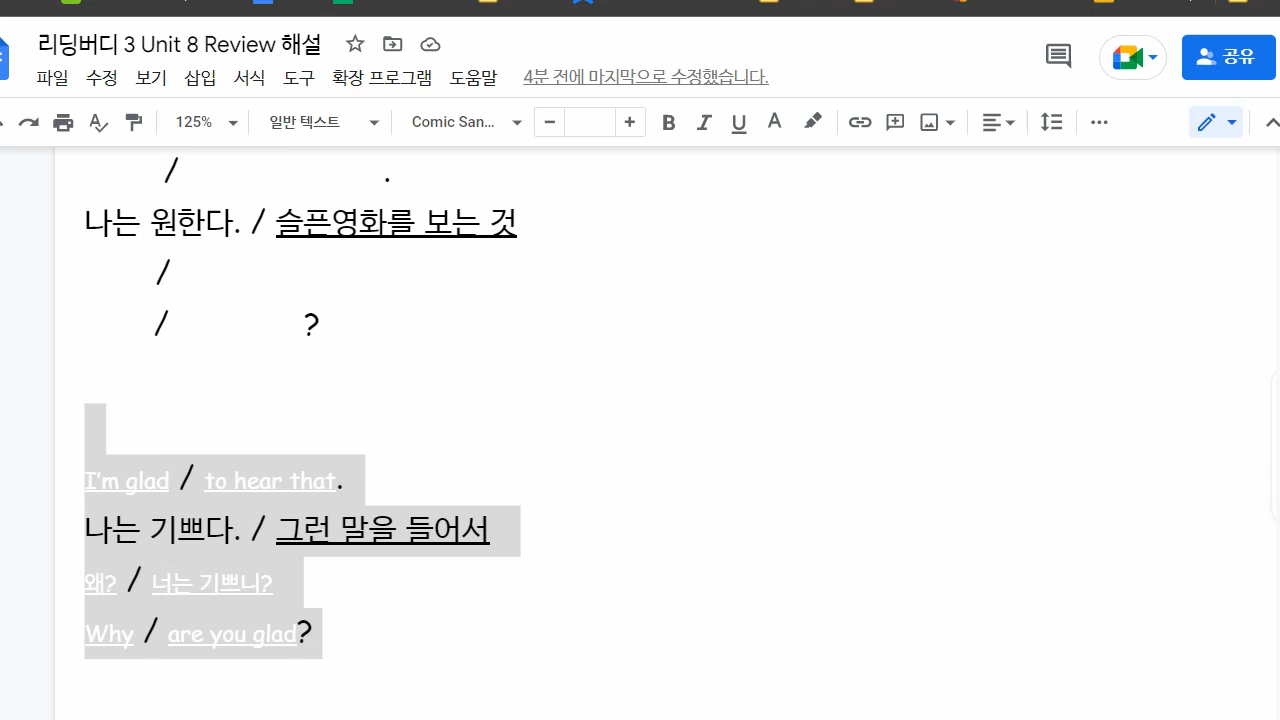 리딩버디 3 Unit 8 Review 해설
파일 수정 보기 삽입 서식 도구 확장 프로그램 도움말 4분 전에 마지막으로 수정했습니다.
공유
125% 일반 텍스트 Comic San... − + B I U A
/ .
나는 원한다. / 슬픈영화를 보는 것
/
/ ?
I'm glad / to hear that.
나는 기쁘다. / 그런 말을 들어서
왜? / 너는 기쁘니?
Why / are you glad?